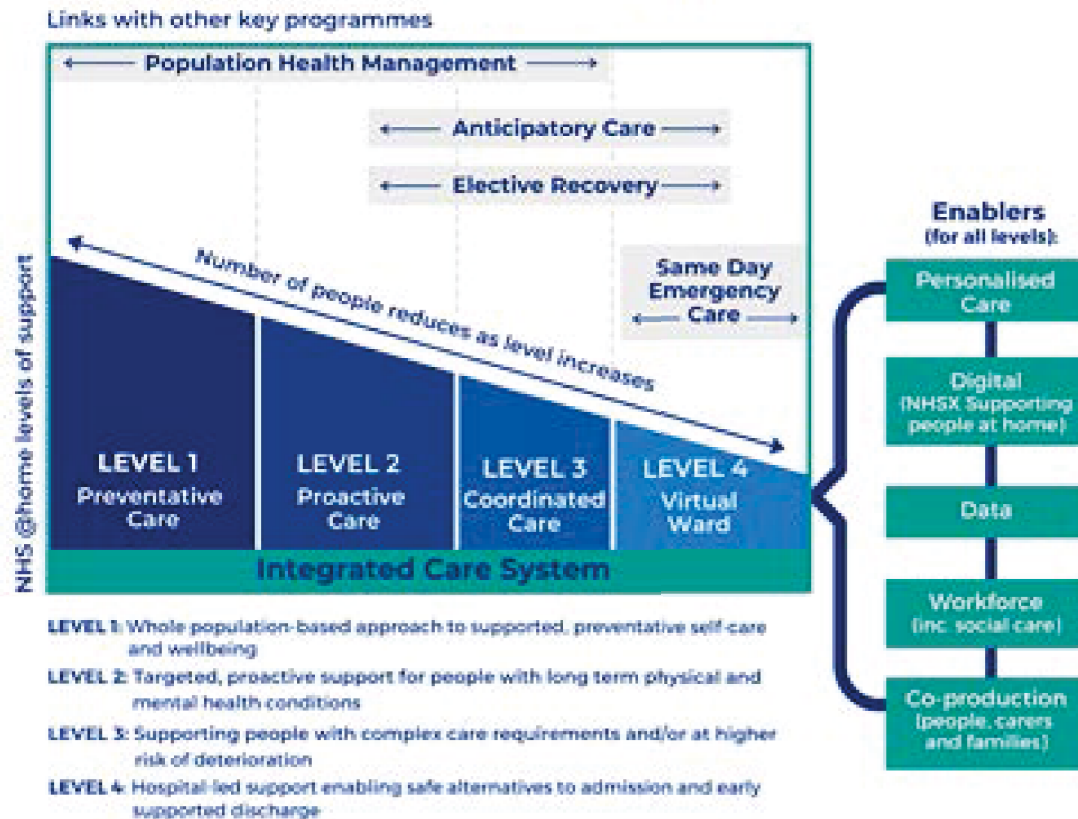 Links with other key programmes
Population Health Management
Anticipatory Care
Elective Recovery
Same Day
Emergency
Care
Number of people reduces as level increases
NHS @home levels of support
LEVEL 1
Preventative
Care
LEVEL 2
Proactive
Care
LEVEL 3
Coordinated
Care
LEVEL 4
Virtual
Ward
Integrated Care System
LEVEL 1: Whole population-based approach to supported, preventative self-care
and wellbeing
LEVEL 2: Targeted, proactive support for people with long term physical and
mental health conditions
LEVEL 3: Supporting people with complex care requirements and/or at higher
risk of deterioration
LEVEL 4: Hospital-led support enabling safe alternatives to admission and early
supported discharge
Enablers
(for all levels):
Personalised
Care
Digital
(NHSX Supporting
people at home)
Data
Workforce
(inc. social care)
Co-production
(people, carers
and families)